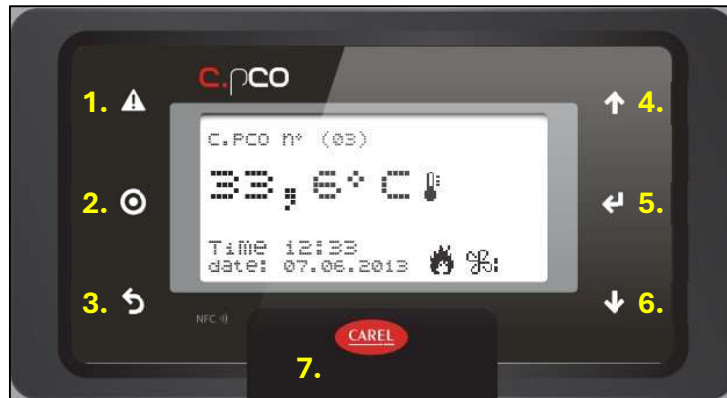 c.pCO
1.
4.
C.PCO n° (03)
33,6°C
2.
5.
Time 12:33
date: 07.06.2013
3.
6.
NFC
CAREL
7.